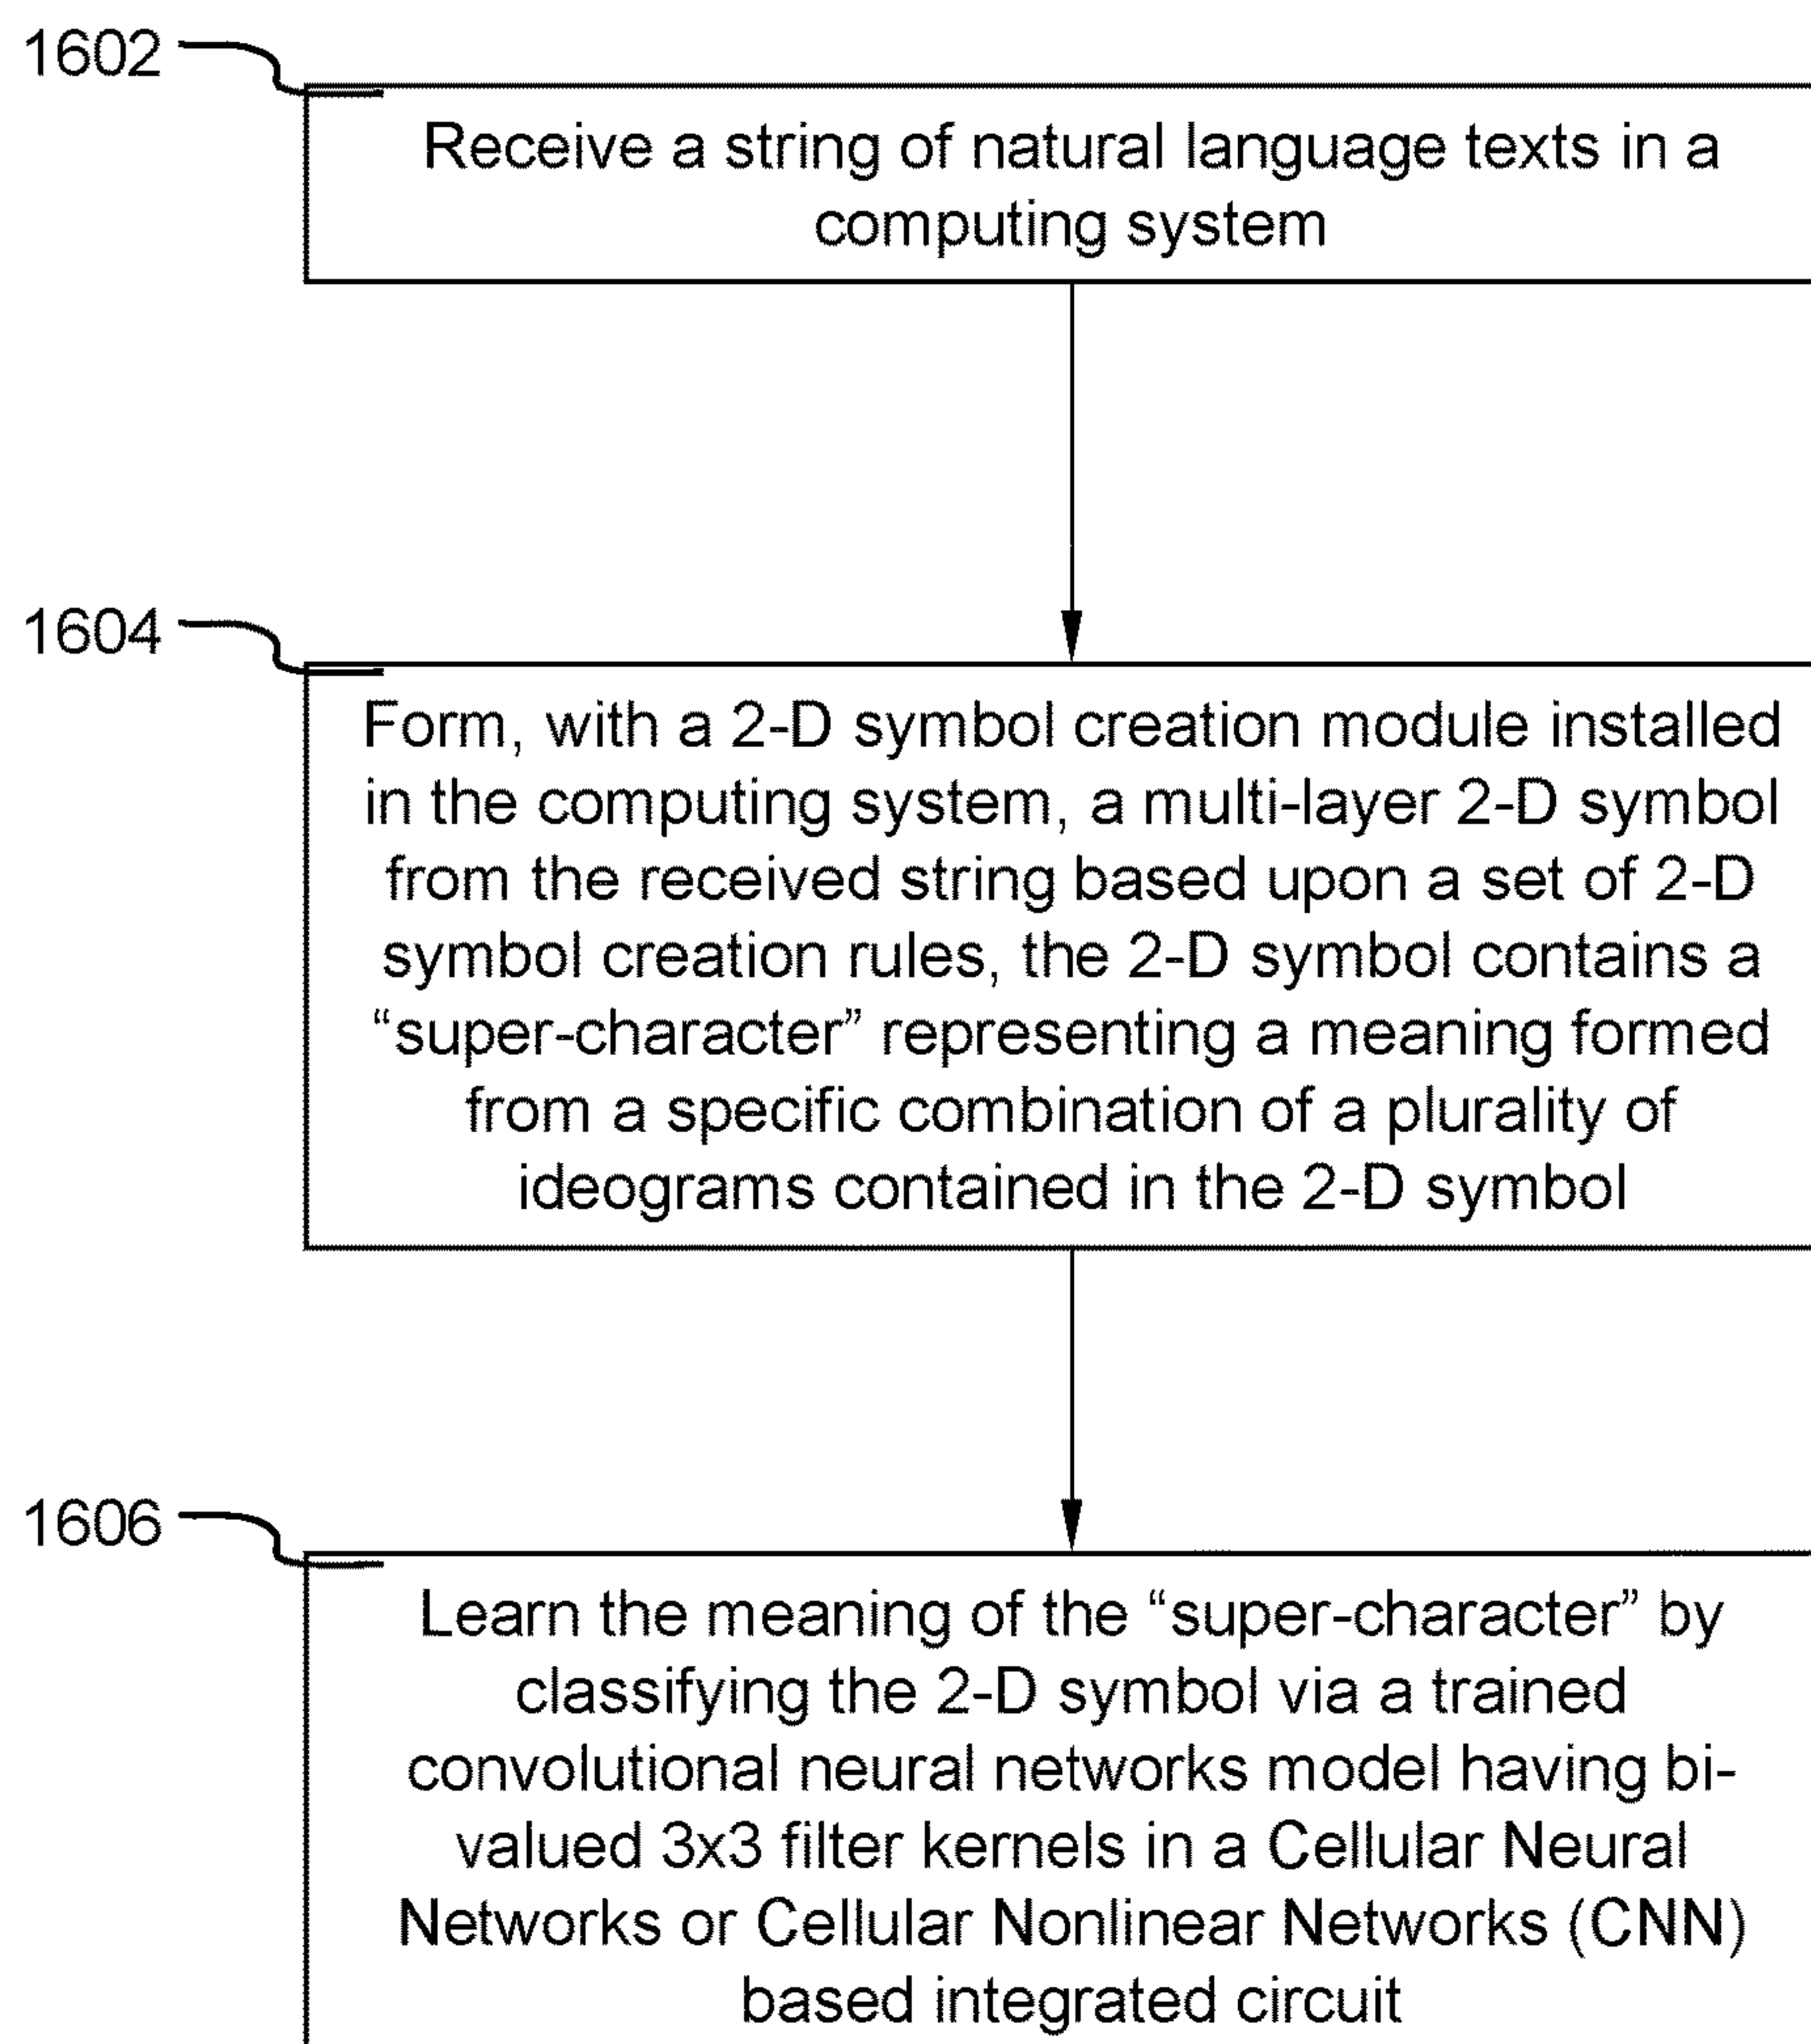 1602
Receive a string of natural language texts in a
computing system
1604
Form, with a 2-D symbol creation module installed
in the computing system, a multi-layer 2-D symbol
from the received string based upon a set of 2-D
symbol creation rules, the 2-D symbol contains a
“super-character” representing a meaning formed
from a specific combination of a plurality of
ideograms contained in the 2-D symbol
1606
Learn the meaning of the “super-character” by
classifying the 2-D symbol via a trained
convolutional neural networks model having bi-
valued 3x3 filter kernels in a Cellular Neural
Networks or Cellular Nonlinear Networks (CNN)
based integrated circuit